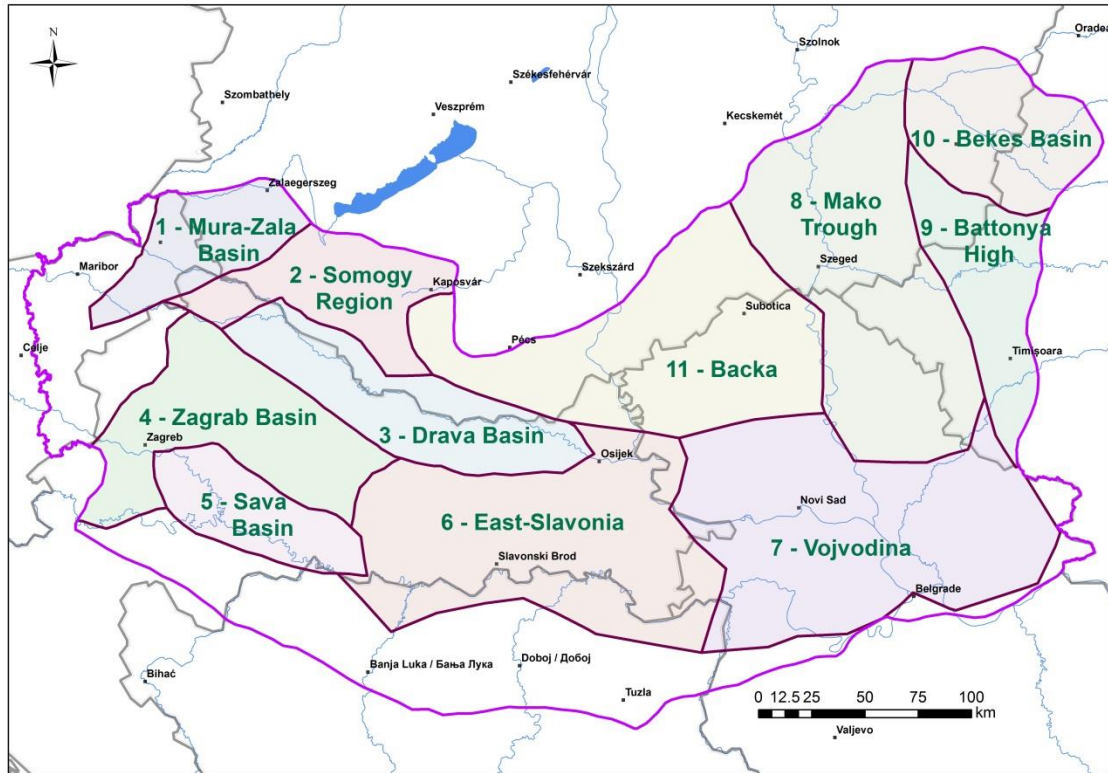 N
Oradea
Szolnok
Székesfehérvár
Szombathely
Veszprém
Kecskemét
10 - Bekes Basin
Zalaegerszeg
8 - Mako
Trough
9 - Battonya
High
1 - Mura-Zala
Basin
Maribor
2 - Somogy
Region
Kaposvár
Szekszárd
Szeged
Subotica
Celje
Pécs
Timșoara
11 - Backa
4 - Zagrab Basin
Zagreb
3 - Drava Basin
Osijek
5 - Sava
Basin
6 - East-Slavonia
Novi Sad
7 - Vojvodina
Slavonski Brod
Belgrade
Banja Luka / Бања Лука
Doboj / Добој
Bihać
Tuzla
0 12.5 25 50 75 100
km
Valjevo